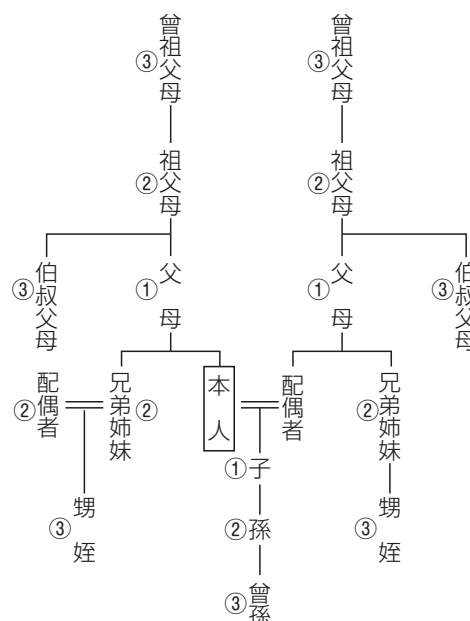 曾祖父母
③
曾祖父母
③
祖父母
②
祖父母
②
伯叔父母
③
父母
①
父母
①
伯叔父母
③
配偶者
②
兄弟姉妹
②
本人
配偶者
兄弟姉妹
②
①子
甥姪
③
②孫
甥姪
③
曾孫
③